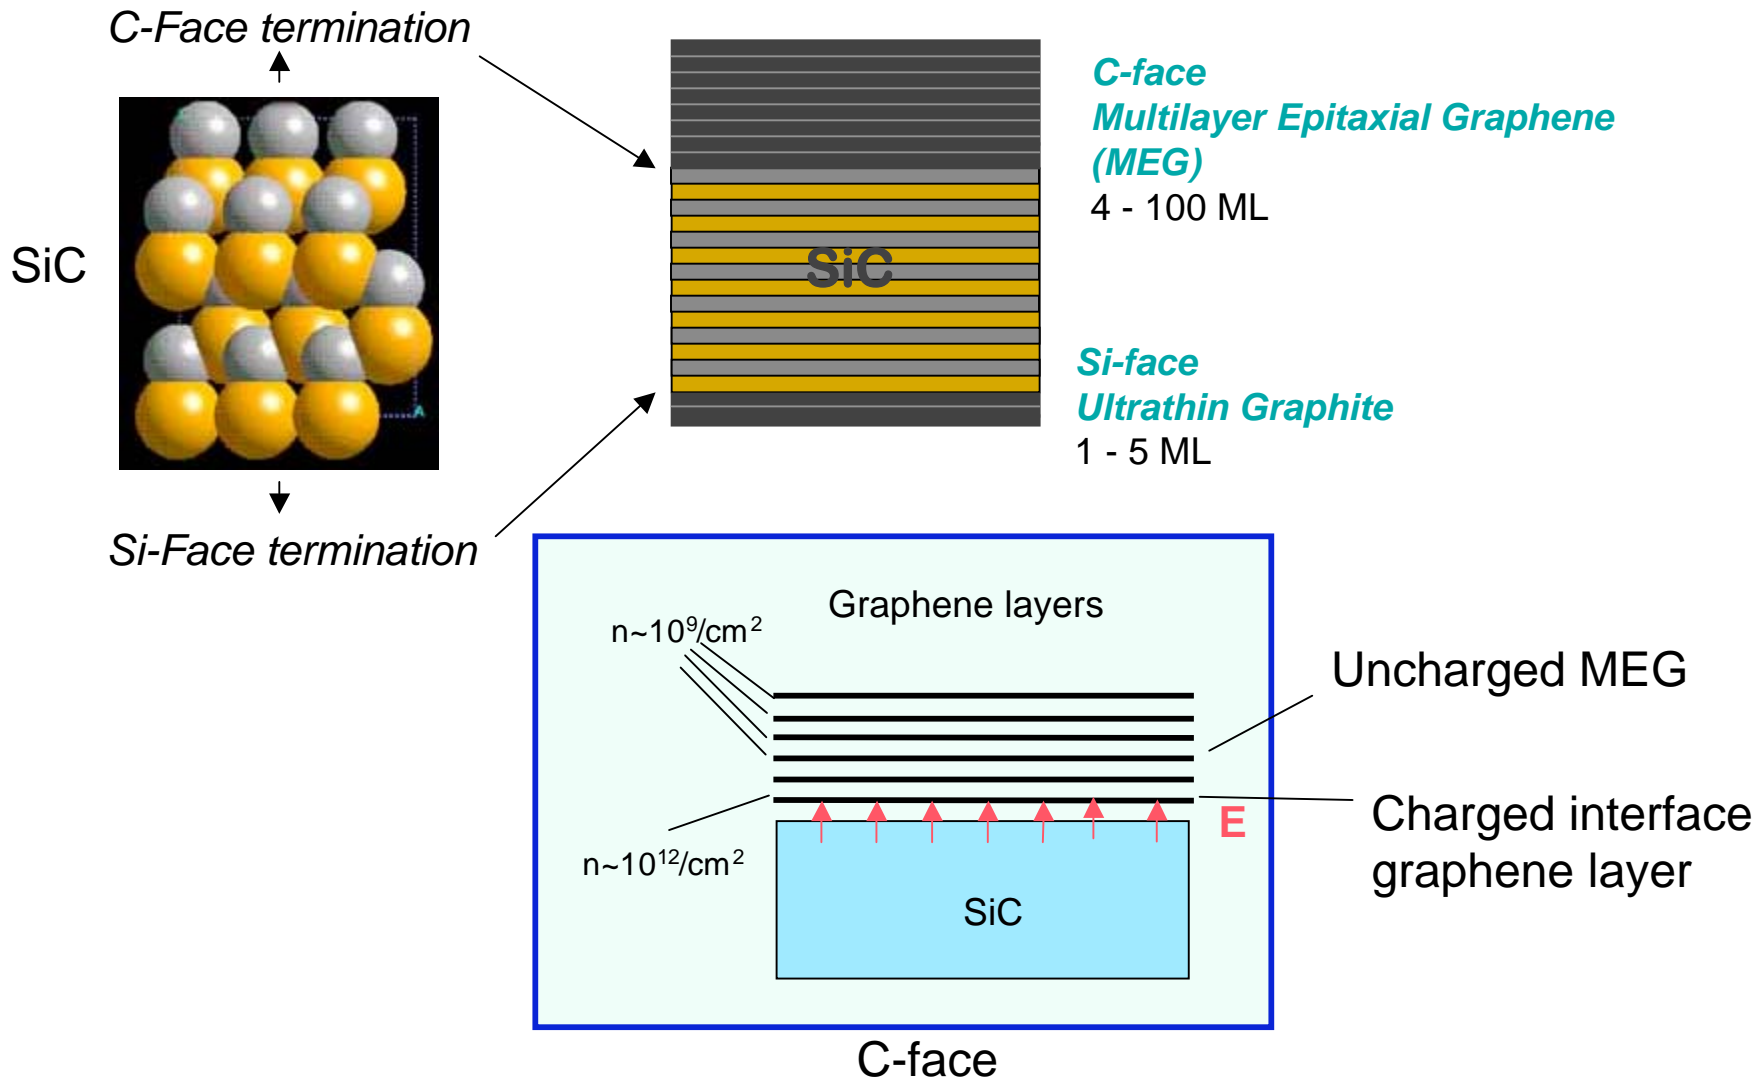 C-Face termination
SiC
A
Si-Face termination
SiC
C-face
Multilayer Epitaxial Graphene
(MEG)
4 - 100 ML
Si-face
Ultrathin Graphite
1 - 5 ML
Graphene layers
n~10⁹/cm²
n~10¹²/cm²
E
SiC
Uncharged MEG
Charged interface
graphene layer
C-face